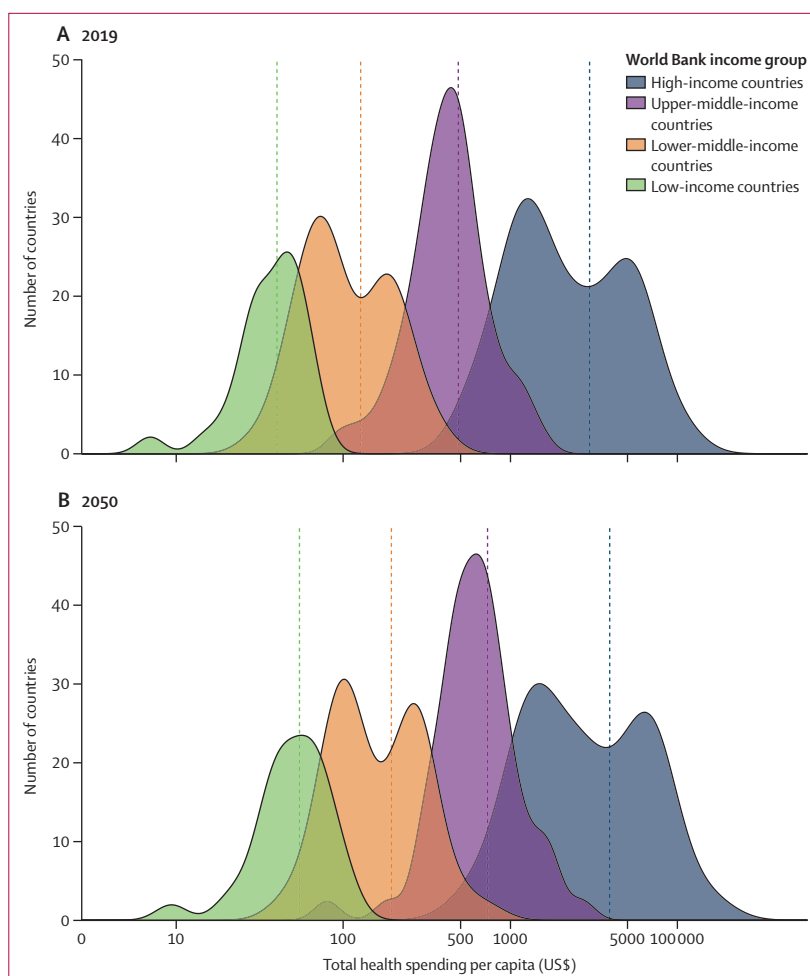 A 2019
50
40
30
20
10
0
Number of countries
World Bank income group
High-income countries
Upper-middle-income
countries
Lower-middle-income
countries
Low-income countries
B 2050
50
40
30
20
10
0
Number of countries
0 10 100 500 1000 5000 100000
Total health spending per capita (US$)